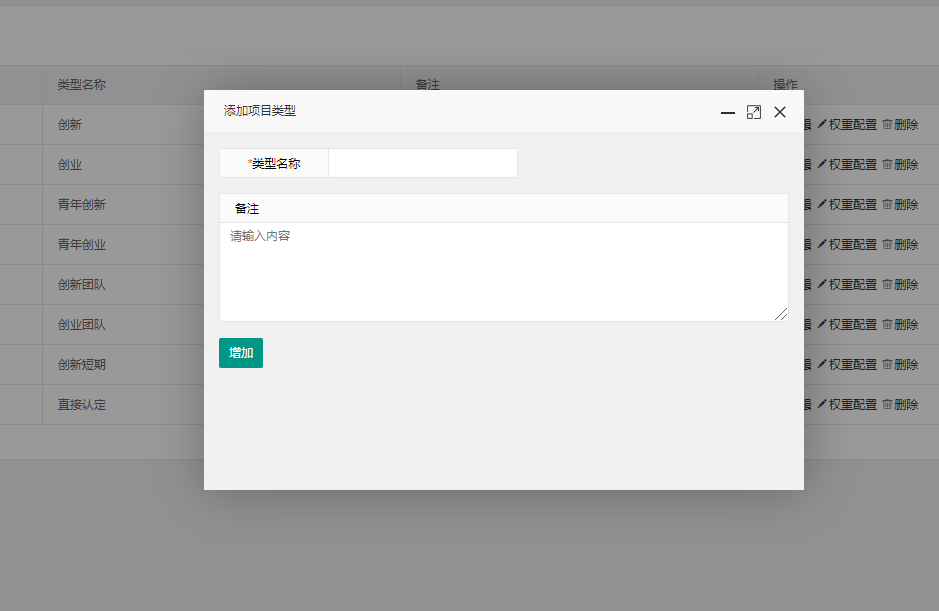 类型名称 备注 操作
添加项目类型
*类型名称
备注
请输入内容
增加
创新 权重配置 删除
创业 权重配置 删除
青年创新 权重配置 删除
青年创业 权重配置 删除
创新团队 权重配置 删除
创业团队 权重配置 删除
创新短期 权重配置 删除
直接认定 权重配置 删除